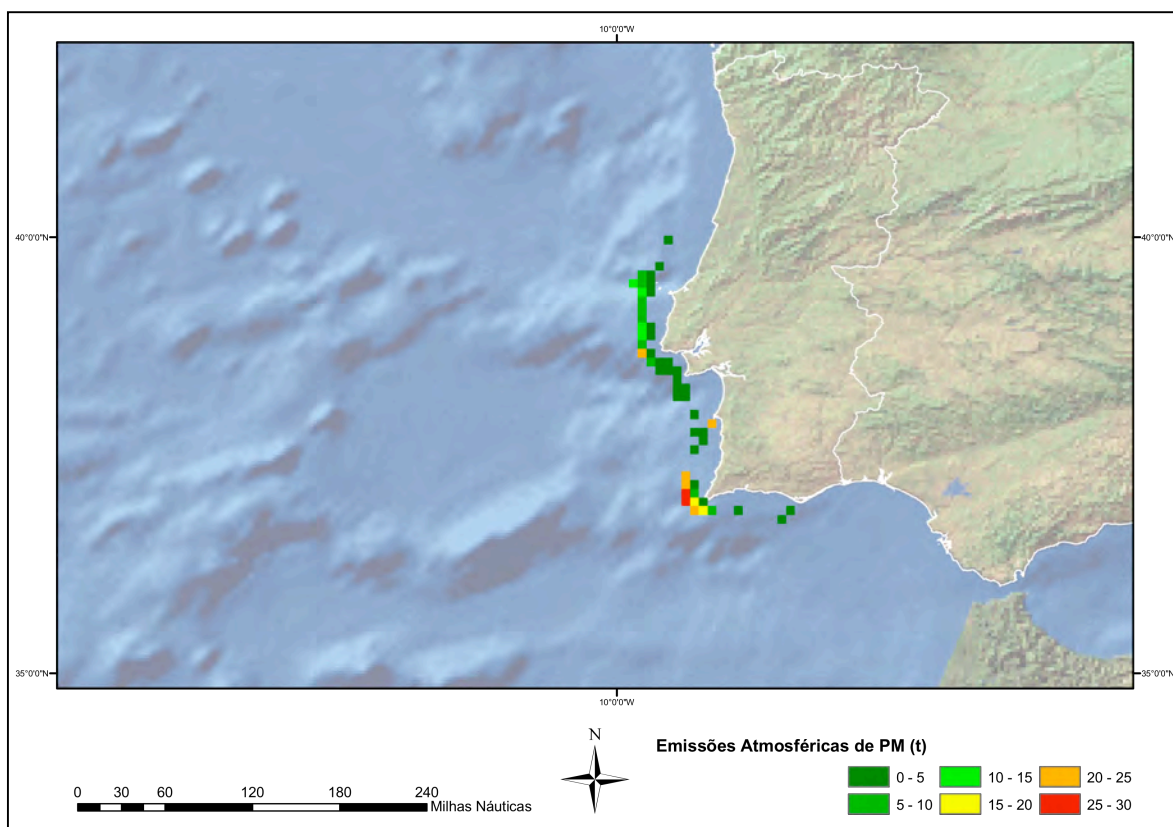 10°0'0"W
40°0'0"N
40°0'0"N
35°0'0"N
35°0'0"N
10°0'0"W
N
Emissões Atmosféricas de PM (t)
0 - 5
10 - 15
20 - 25
5 - 10
15 - 20
25 - 30
0 30 60 120 180 240
Milhas Náuticas